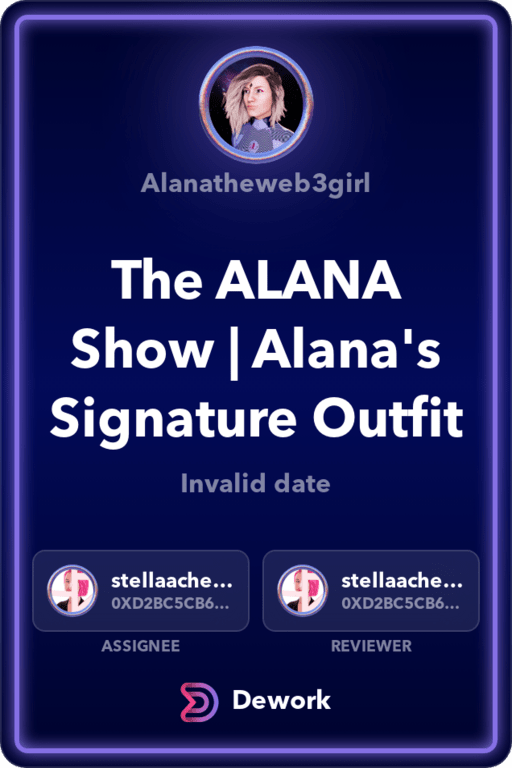 Alanatheweb3girl
The ALANA
Show | Alana's
Signature Outfit
Invalid date
stellaache...
0XD2BC5CB6...
ASSIGNEE
stellaache...
0XD2BC5CB6...
REVIEWER
Dework